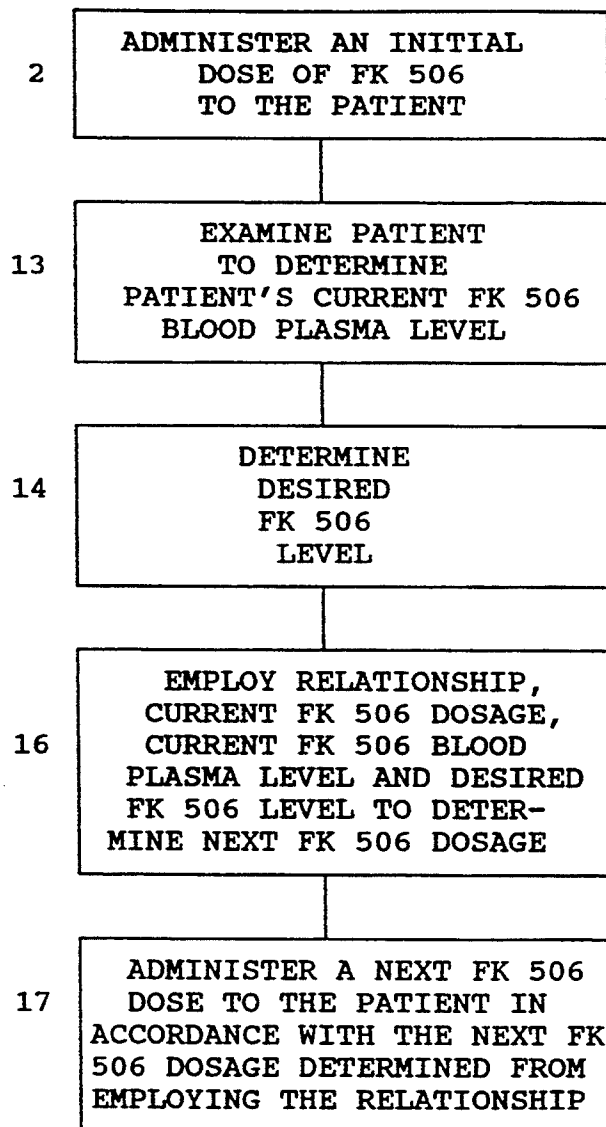 2
ADMINISTER AN INITIAL
DOSE OF FK 506
TO THE PATIENT
13
EXAMINE PATIENT
TO DETERMINE
PATIENT'S CURRENT FK 506
BLOOD PLASMA LEVEL
14
DETERMINE
DESIRED
FK 506
LEVEL
16
EMPLOY RELATIONSHIP,
CURRENT FK 506 DOSAGE,
CURRENT FK 506 BLOOD
PLASMA LEVEL AND DESIRED
FK 506 LEVEL TO DETER-
MINE NEXT FK 506 DOSAGE
17
ADMINISTER A NEXT FK 506
DOSE TO THE PATIENT IN
ACCORDANCE WITH THE NEXT FK
506 DOSAGE DETERMINED FROM
EMPLOYING THE RELATIONSHIP